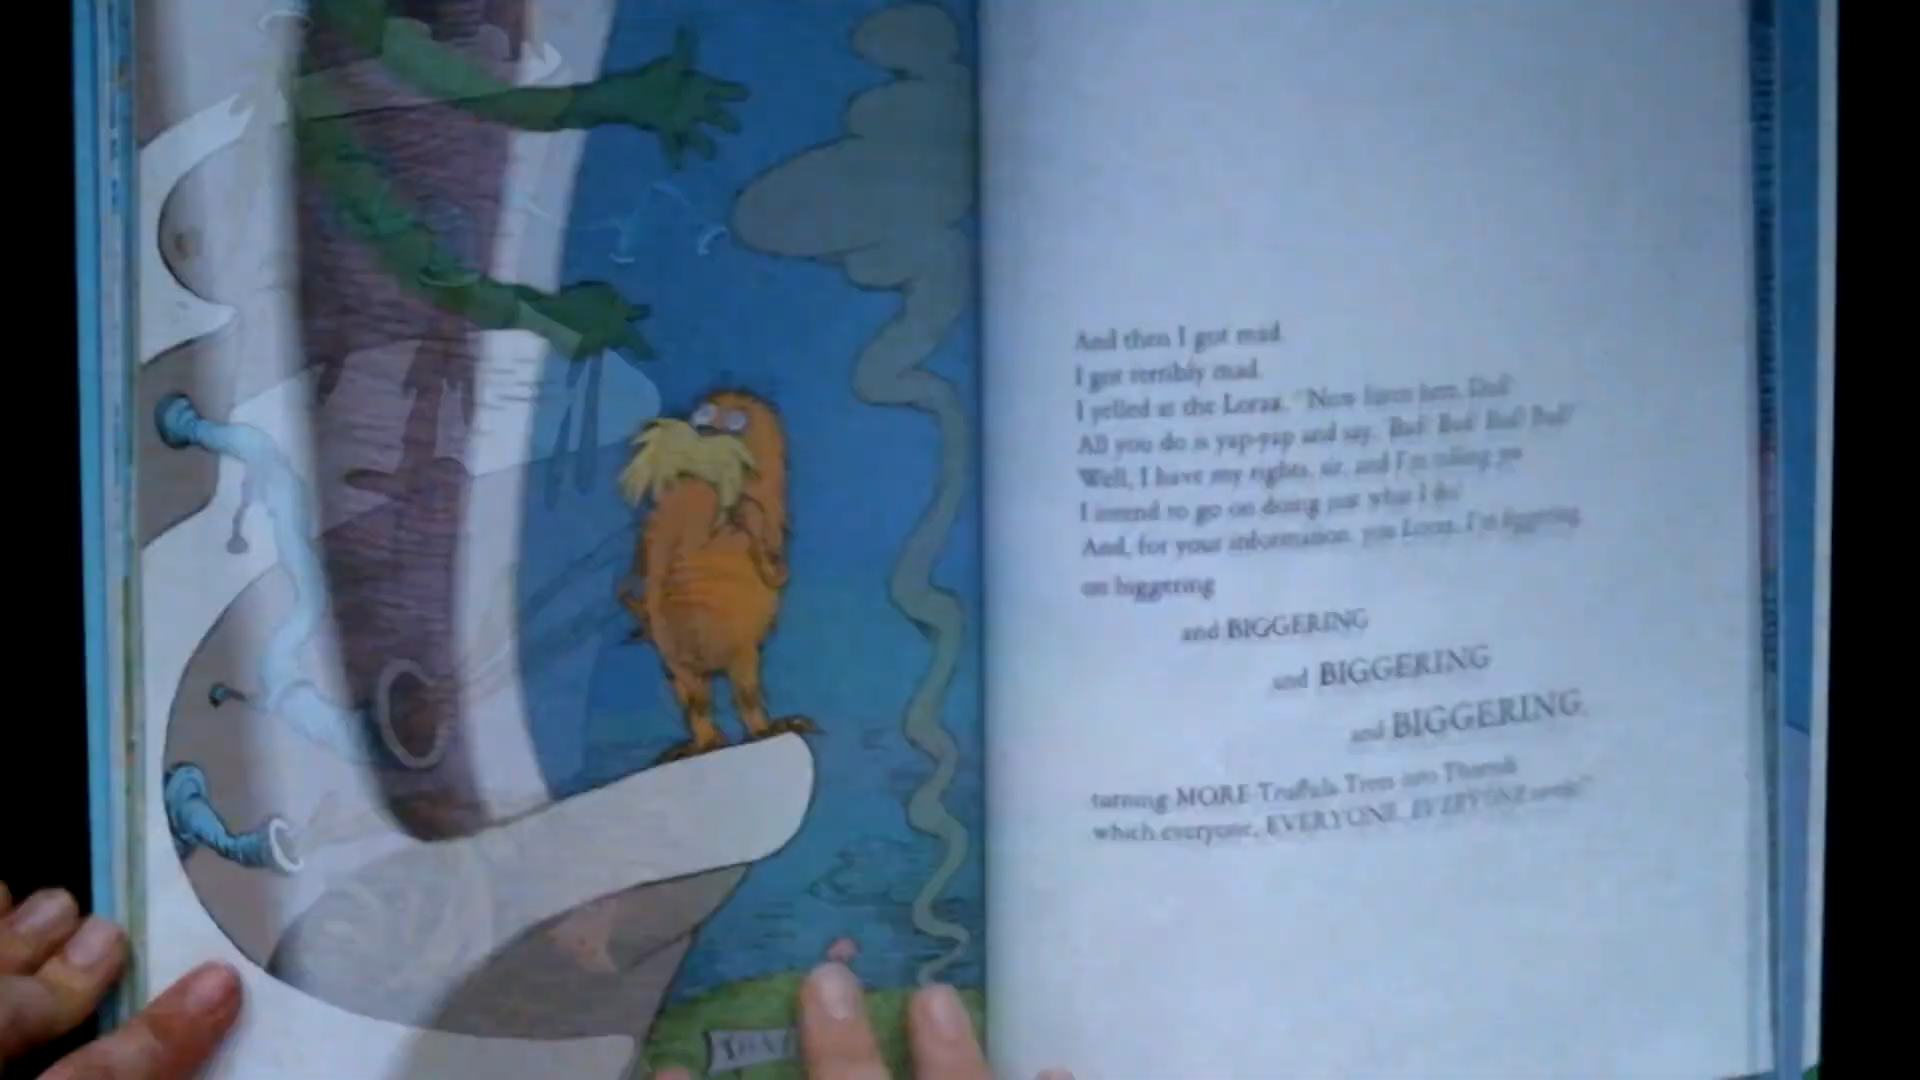 And then I got mad.
I got terribly mad.
I yelled at the Lorax, "Now listen here, Dad!
All you do is yap-yap and say, 'Bad! Bad! Bad! Bad!'
Well, I have my rights, sir, and I'm telling you
I intend to go on doing just what I do!
And, for your information, you Lorax, I'm figgering
on biggering
and BIGGERING
and BIGGERING
and BIGGERING,
turning MORE Truffula Trees into Thneeds
which everyone, EVERYONE, EVERYONE needs!"